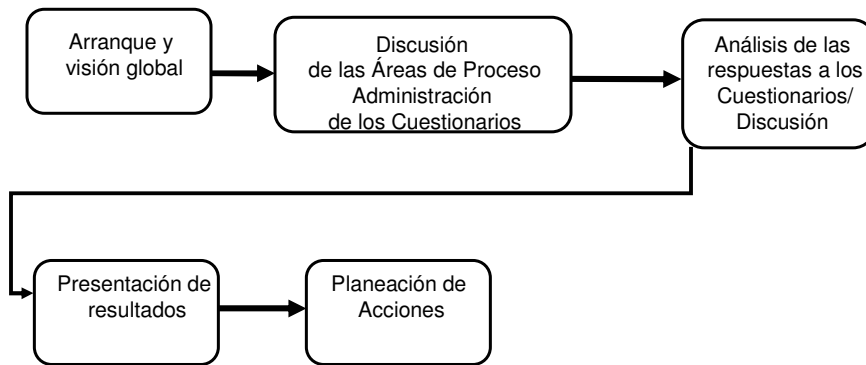 Arranque y
visión global
Discusión
de las Áreas de Proceso
Administración
de los Cuestionarios
Análisis de las
respuestas a los
Cuestionarios/
Discusión
Presentación de
resultados
Planeación de
Acciones